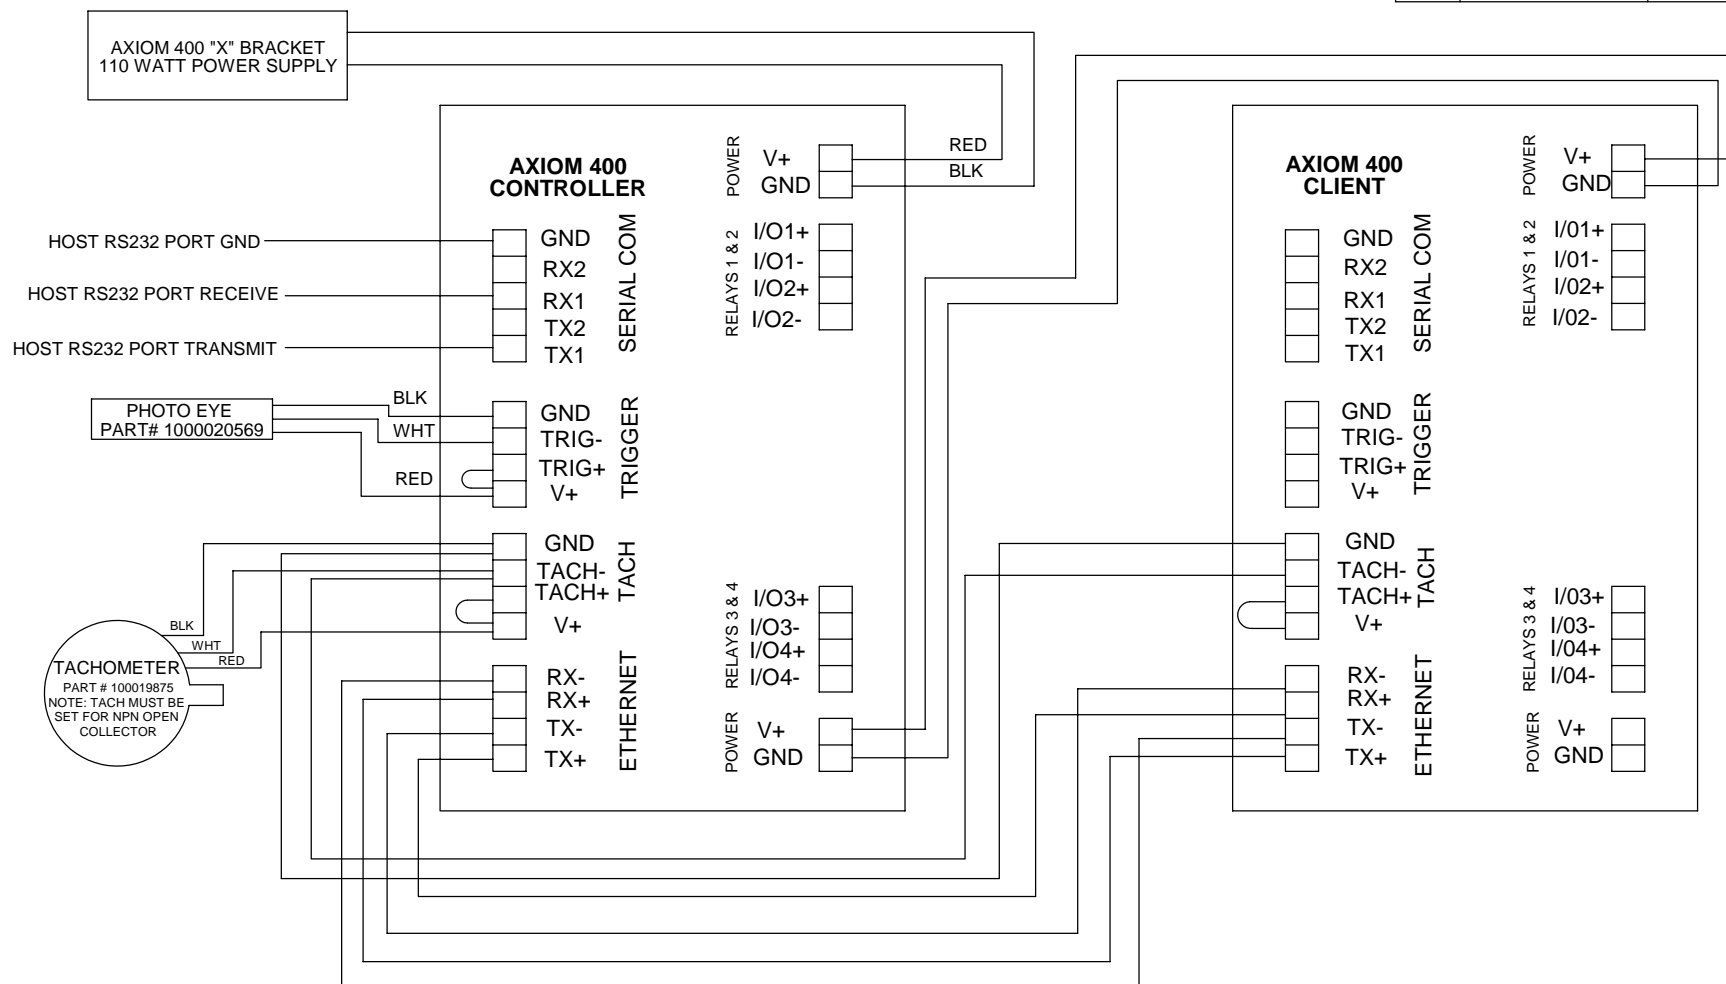 AXIOM 400 "X" BRACKET
110 WATT POWER SUPPLY
AXIOM 400
CONTROLLER
POWER
V+
GND
RED
BLK
HOST RS232 PORT GND
HOST RS232 PORT RECEIVE
HOST RS232 PORT TRANSMIT
GND
RX2
RX1
TX2
TX1
SERIAL COM
RELAYS 1 & 2
I/O1+
I/O1-
I/O2+
I/O2-
PHOTO EYE
PART# 1000020569
BLK
WHT
RED
GND
TRIG-
TRIG+
V+
TRIGGER
GND
TACH-
TACH+
V+
TACH
BLK
WHT
RED
TACHOMETER
PART # 100019875
NOTE: TACH MUST BE
SET FOR NPN OPEN
COLLECTOR
RELAYS 3 & 4
I/O3+
I/O3-
I/O4+
I/O4-
RX-
RX+
TX-
TX+
ETHERNET
POWER
V+
GND
AXIOM 400
CLIENT
POWER
V+
GND
GND
RX2
RX1
TX2
TX1
SERIAL COM
RELAYS 1 & 2
I/01+
I/01-
I/02+
I/02-
GND
TRIG-
TRIG+
V+
TRIGGER
GND
TACH-
TACH+
V+
TACH
RELAYS 3 & 4
I/03+
I/03-
I/04+
I/04-
RX-
RX+
TX-
TX+
ETHERNET
POWER
V+
GND